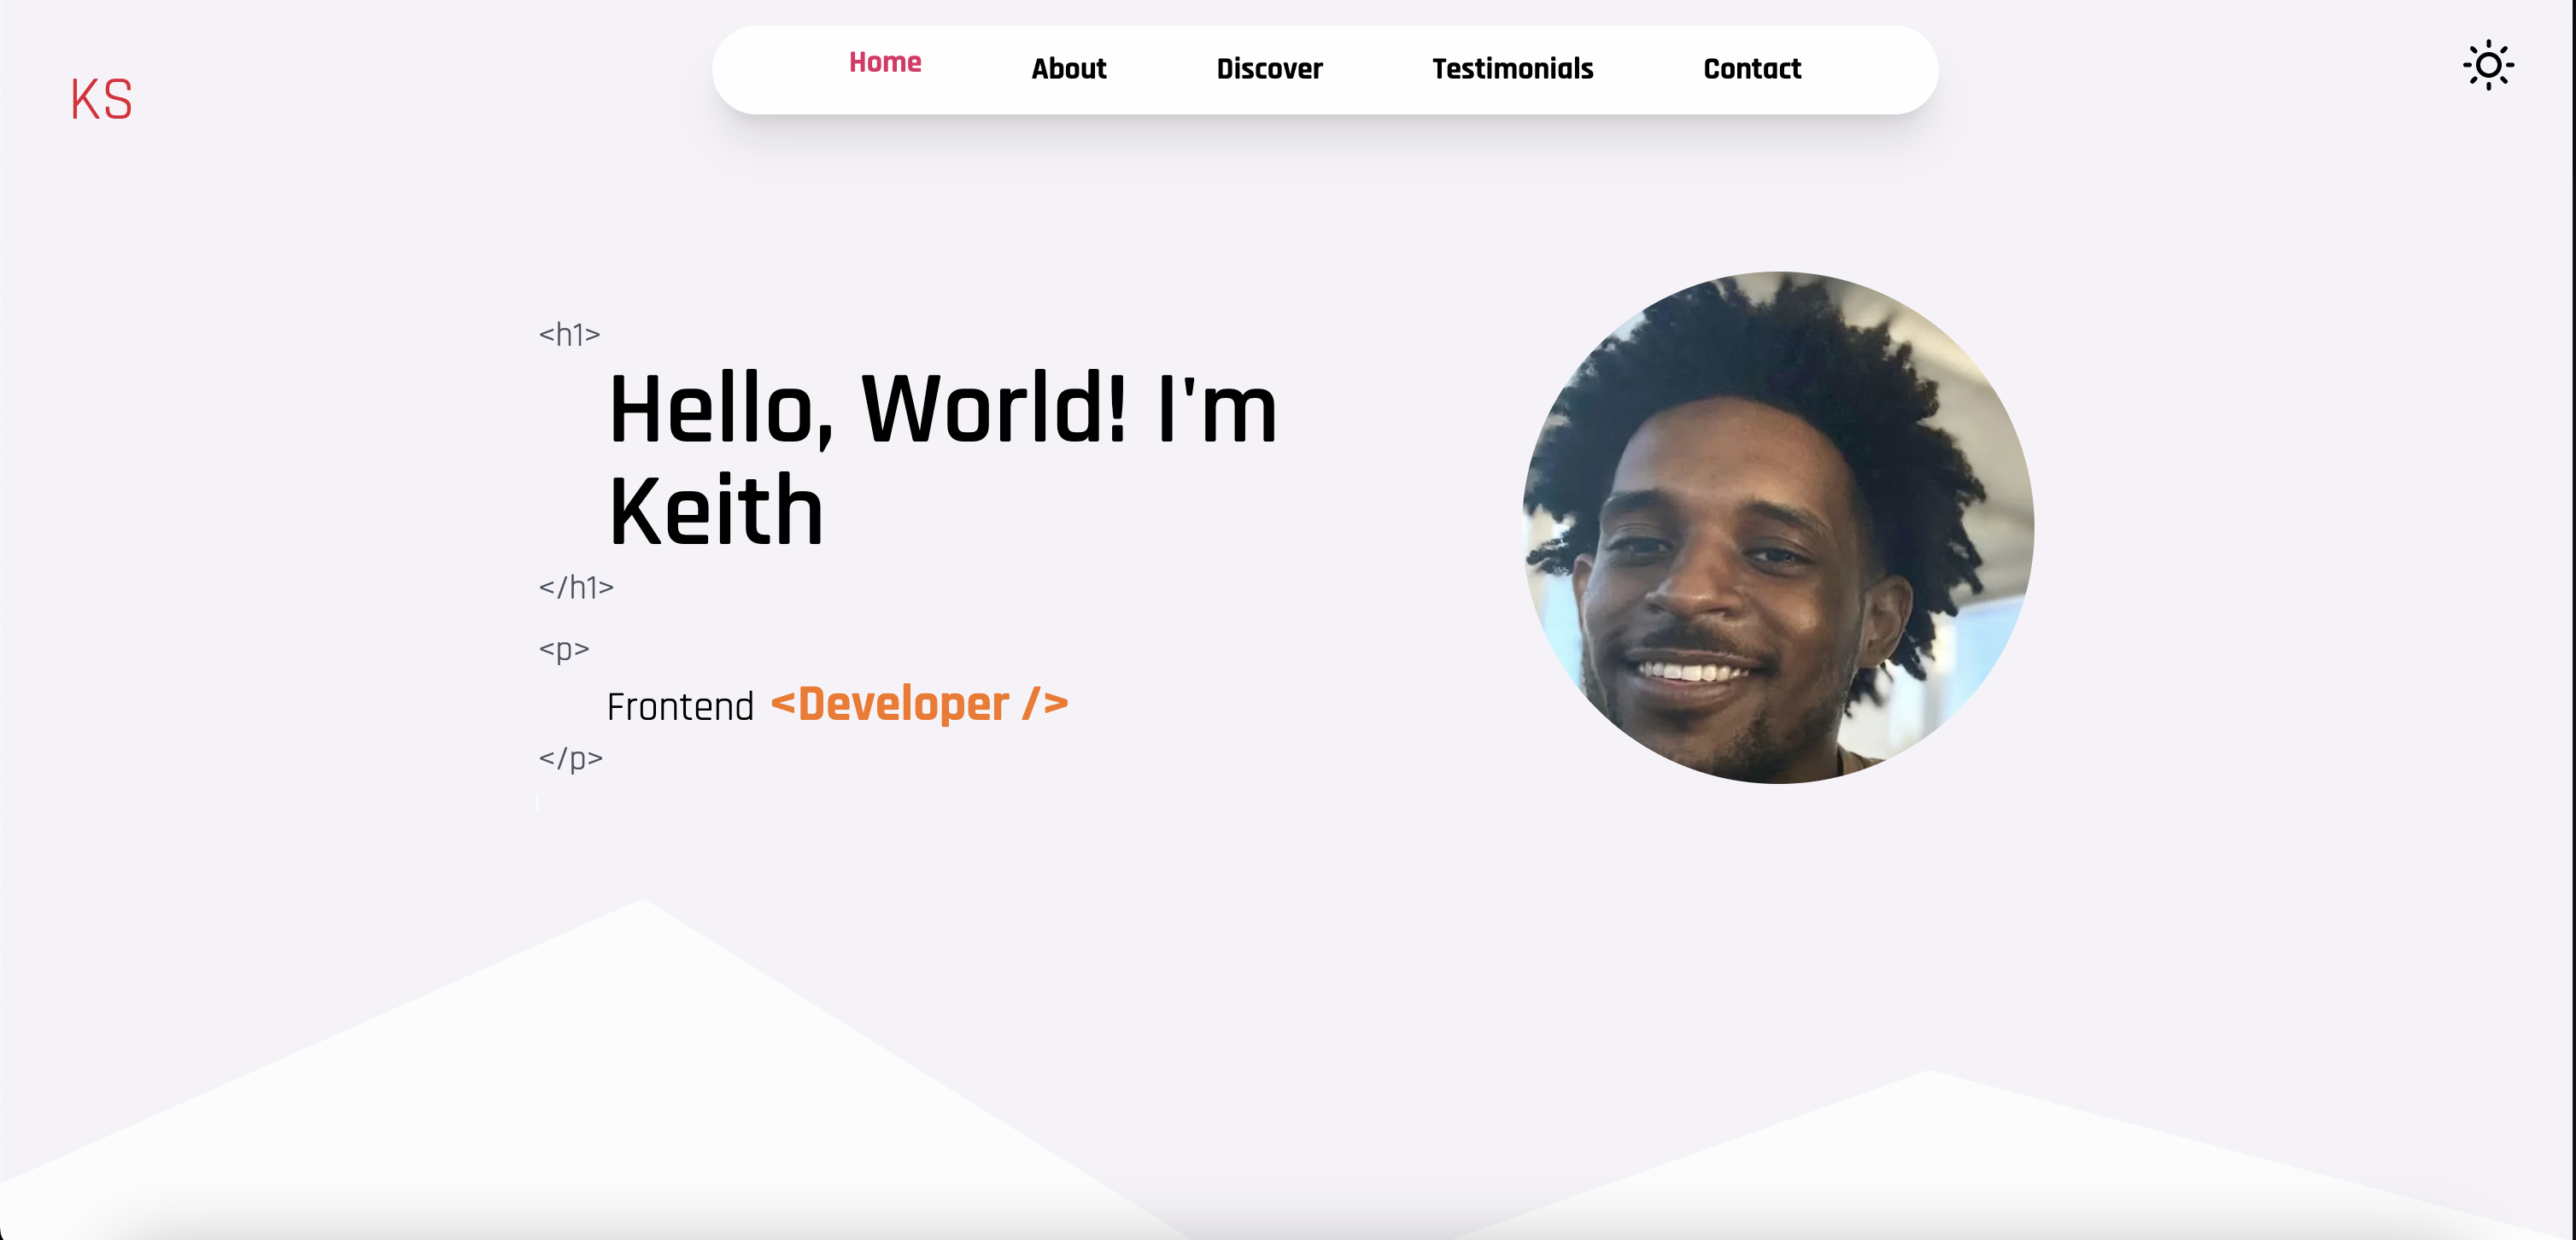 KS
Home About Discover Testimonials Contact
<h1>
Hello, World! I'm
Keith
</h1>
<p>
Frontend <Developer />
</p>